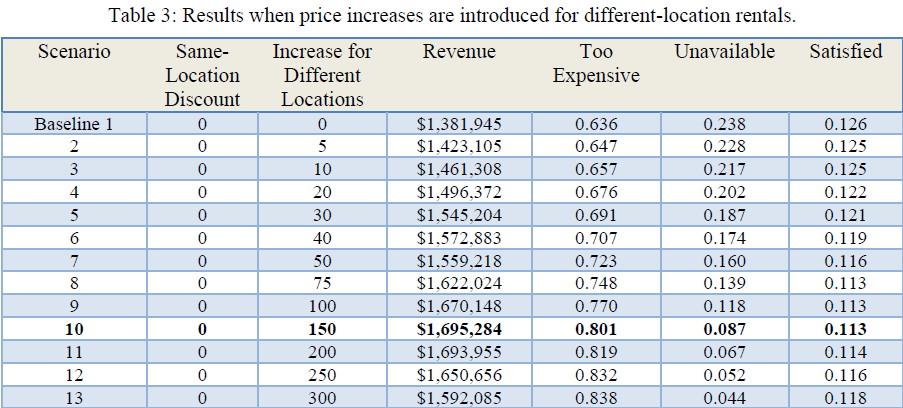 Table 3: Results when price increases are introduced for different-location rentals.
Scenario Same-Location Discount Increase for Different Locations Revenue Too Expensive Unavailable Satisfied
Baseline 1 0 0 $1,381,945 0.636 0.238 0.126
2 0 5 $1,423,105 0.647 0.228 0.125
3 0 10 $1,461,308 0.657 0.217 0.125
4 0 20 $1,496,372 0.676 0.202 0.122
5 0 30 $1,545,204 0.691 0.187 0.121
6 0 40 $1,572,883 0.707 0.174 0.119
7 0 50 $1,559,218 0.723 0.160 0.116
8 0 75 $1,622,024 0.748 0.139 0.113
9 0 100 $1,670,148 0.770 0.118 0.113
10 0 150 $1,695,284 0.801 0.087 0.113
11 0 200 $1,693,955 0.819 0.067 0.114
12 0 250 $1,650,656 0.832 0.052 0.116
13 0 300 $1,592,085 0.838 0.044 0.118